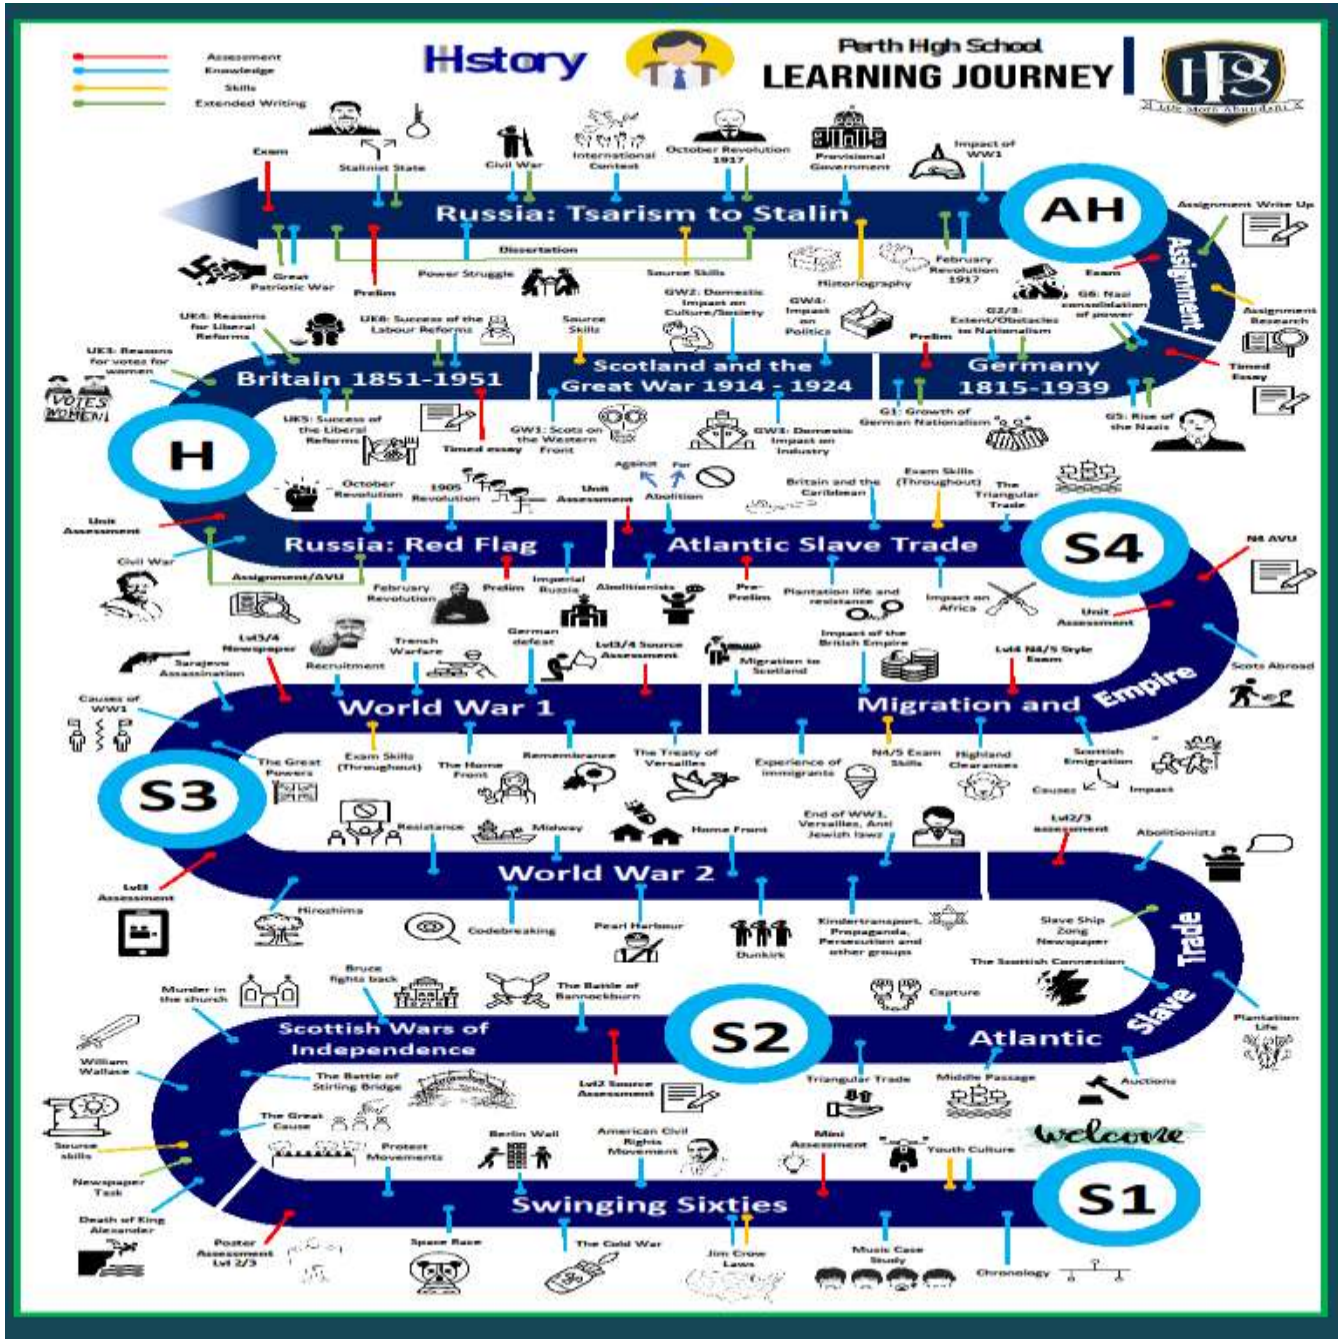 Assessment
Knowledge
Skills
Extended Writing
Hstory
Perth High School
LEARNING JOURNEY
Exam
Stalinist State
Civil War
International
Context
October Revolution
1917
Provisional
Government
Impact of
WW1
Russia: Tsarism to Stalin
AH
Great
Patriotic War
Prelim
Dissertation
Power Struggle
Source Skills
Historiography
February
Revolution
1917
Assignment Write Up
Assignment
Exam
Assignment
Research
G6: Nazi
consolidation
of power
Timed
Essay
UK4: Reasons
for Liberal
Reforms
UK6: Success of the
Labour Reforms
Source
Skills
GW2: Domestic
Impact on
Culture/Society
GW4:
Impact
on
Politics
Prelim
G2/3:
Extent/Obstacles
to Nationalism
UK3: Reasons
for votes for
women
VOTES
WOMEN!
Britain 1851-1951
Scotland and the
Great War 1914 - 1924
Germany
1815-1939
H
UK5: Success of
the Liberal
Reforms
Timed essay
GW1: Scots on
the Western
Front
GW3: Domestic
Impact on
Industry
G1: Growth of
German Nationalism
G5: Rise of
the Nazis
October
Revolution
1905
Revolution
Unit
Assessment
Against
For
Abolition
Britain and the
Caribbean
Exam Skills
(Throughout)
The
Triangular
Trade
Unit
Assessment
Russia: Red Flag
Atlantic Slave Trade
S4
Civil War
Assignment/AVU
February
Revolution
Prelim
Imperial
Russia
Abolitionists
Pre-
Prelim
Plantation life and
resistance
Impact on
Africa
N4 AVU
Unit
Assessment
Scots Abroad
Lvl3/4
Newspaper
Recruitment
Trench
Warfare
German
defeat
Lvl3/4 Source
Assessment
Migration to
Scotland
Impact of the
British Empire
Lvl4 N4/5 Style
Exam
Sarajevo
Assassination
Causes of
WW1
World War 1
Migration and
Empire
The Great
Powers
Exam Skills
(Throughout)
The Home
Front
Remembrance
The Treaty of
Versailles
Experience of
immigrants
N4/5 Exam
Skills
Highland
Clearances
Scottish
Emigration
Causes
Impact
S3
Resistance
Midway
Home Front
End of WW1,
Versailles, Anti
Jewish laws
Lvl2/3
assessment
Abolitionists
World War 2
Lvl3
Assessment
Hiroshima
Codebreaking
Pearl Harbour
Dunkirk
Kindertransport,
Propaganda,
Persecution and
other groups
Slave Ship
Zong
Newspaper
The Scottish Connection
Trade
Slave
Atlantic
Murder in
the church
Bruce
fights back
The Battle of
Bannockburn
Capture
Plantation
Life
Scottish Wars of
Independence
S2
William
Wallace
The Battle of
Stirling Bridge
Lvl2 Source
Assessment
Triangular Trade
Middle Passage
Auctions
The Great
Cause
Source
skills
Newspaper
Task
Death of King
Alexander
Protest
Movements
Berlin Wall
American Civil
Rights
Movement
Mini
Assessment
Youth Culture
welcome
Swinging Sixties
S1
Poster
Assessment
Lvl 2/3
Space Race
The Cold War
Jim Crow
Laws
Music Case
Study
Chronology